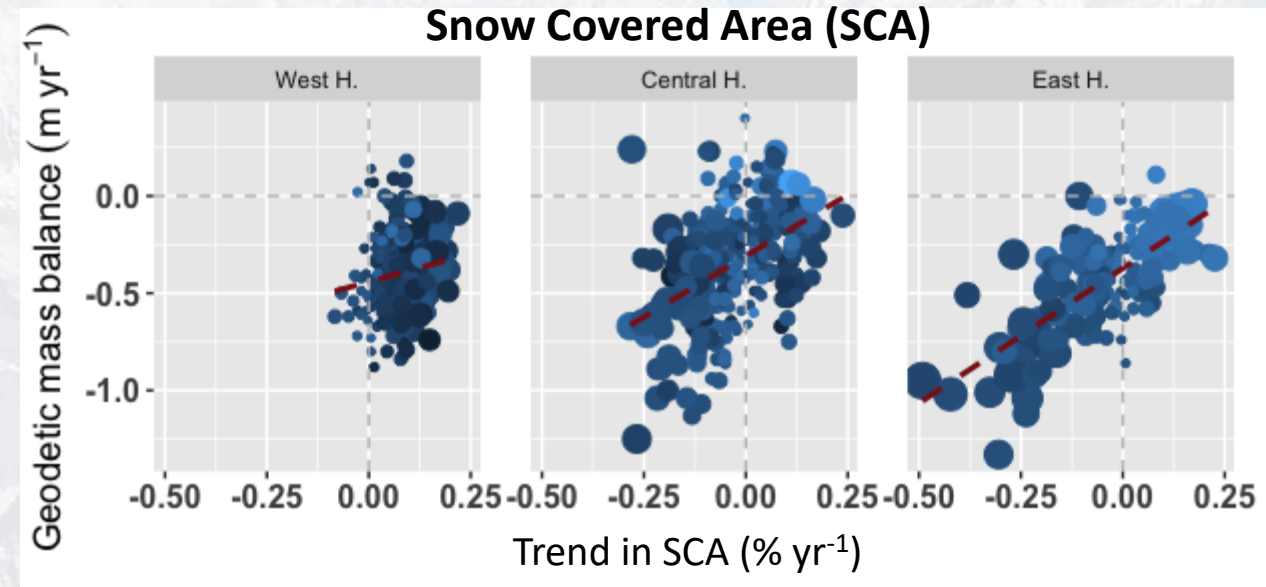 Snow Covered Area (SCA)
West H.
Central H.
East H.
Geodetic mass balance (m yr⁻¹)
0.0
-0.5
-1.0
-0.50 -0.25 0.00 0.25
-0.50 -0.25 0.00 0.25
-0.50 -0.25 0.00 0.25
Trend in SCA (% yr⁻¹)